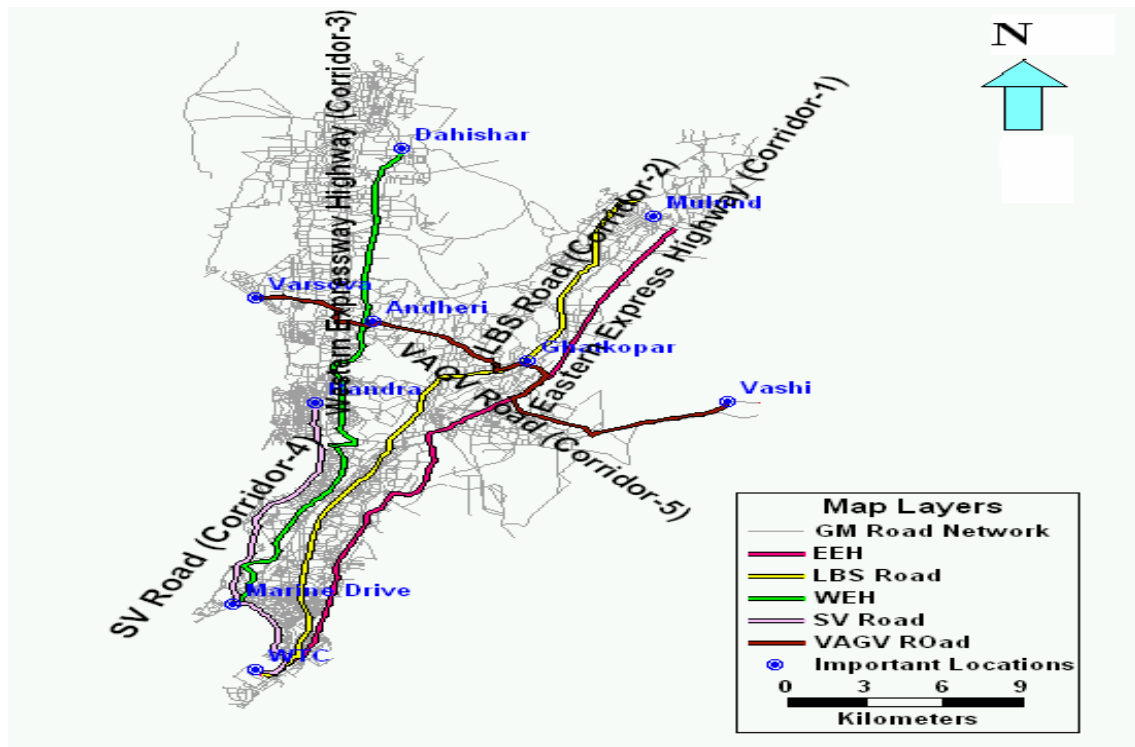 N
Western Expressway Highway (Corridor-3)
Dahishar
Eastern Express Highway (Corridor-1)
LBS Road (Corridor-2)
Mulund
Varsova
Andheri
Ghatkopar
VAGV Road (Corridor-5)
Bandra
Vashi
SV Road (Corridor-4)
Marine Drive
WTC
Map Layers
GM Road Network
EEH
LBS Road
WEH
SV Road
VAGV ROad
Important Locations
0 3 6 9
Kilometers